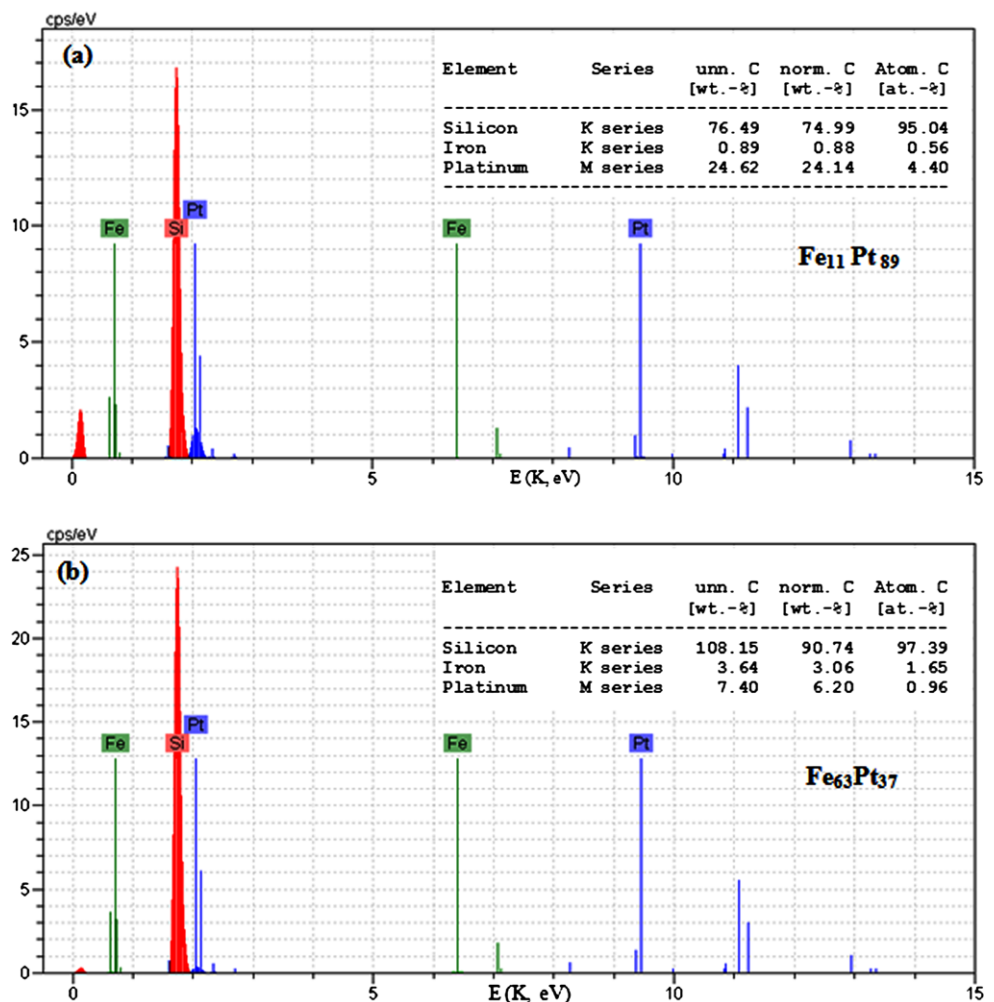 cps/eV
(a)
Element Series unn. C norm. C Atom. C
[wt.-%] [wt.-%] [at.-%]
------------------------------------------------
Silicon K series 76.49 74.99 95.04
Iron K series 0.89 0.88 0.56
Platinum M series 24.62 24.14 4.40
------------------------------------------------
15
10
5
0
Fe Si Pt Fe Pt
Fe₁₁ Pt ₈₉
0 5 10 15
E (K, eV)
cps/eV
(b)
Element Series unn. C norm. C Atom. C
[wt.-%] [wt.-%] [at.-%]
------------------------------------------------
Silicon K series 108.15 90.74 97.39
Iron K series 3.64 3.06 1.65
Platinum M series 7.40 6.20 0.96
25
20
15
10
5
0
Fe Si Pt Fe Pt
Fe₆₃Pt₃₇
0 5 10 15
E (K, eV)